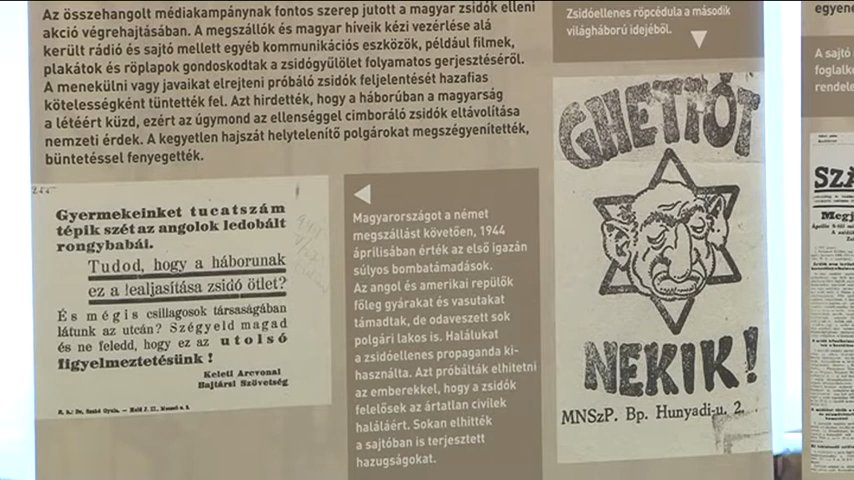 Az összehangolt médiakampánynak fontos szerep jutott a magyar zsidók elleni
akció végrehajtásában. A megszállók és magyar híveik kézi vezérlése alá
került rádió és sajtó mellett egyéb kommunikációs eszközök, például filmek,
plakátok és röplapok gondoskodtak a zsidógyűlölet folyamatos gerjesztéséről.
A menekülni vagy javaikat elrejteni próbáló zsidók feljelentését hazafias
kötelességként tüntették fel. Azt hirdették, hogy a háborúban a magyarság
a létéért küzd, ezért az úgymond az ellenséggel cimboráló zsidók eltávolítása
nemzeti érdek. A kegyetlen hajszát helytelenítő polgárokat megszégyenítették,
büntetéssel fenyegették.
Gyermekeinket tucatszám
tépik szét az angolok ledobált
rongybabái.
Tudod, hogy a háborunak
ez a lealjasítása zsidó ötlet?
És mégis csillagosok társaságában
látunk az utcán? Szégyeld magad
és ne feledd, hogy ez az utolsó
figyelmeztetésünk !
Keleti Arcvonal
Bajtársi Szövetség
Magyarországot a német
megszállást követően, 1944
áprilisában érték az első igazán
súlyos bombatámadások.
Az angol és amerikai repülők
főleg gyárakat és vasutakat
támadtak, de odaveszett sok
polgári lakos is. Halálukat
a zsidóellenes propaganda ki-
használta. Azt próbálták elhitetni
az emberekkel, hogy a zsidók
felelősek az ártatlan civilek
haláláért. Sokan elhitték
a sajtóban is terjesztett
hazugságokat.
Zsidóellenes röpcédula a második
világháború idejéből.
GHETTÓT
NEKIK!
MNSzP. Bp. Hunyadi-u. 2.
egyen
A sajtó
foglalk
rendele
SZÁ
Megj